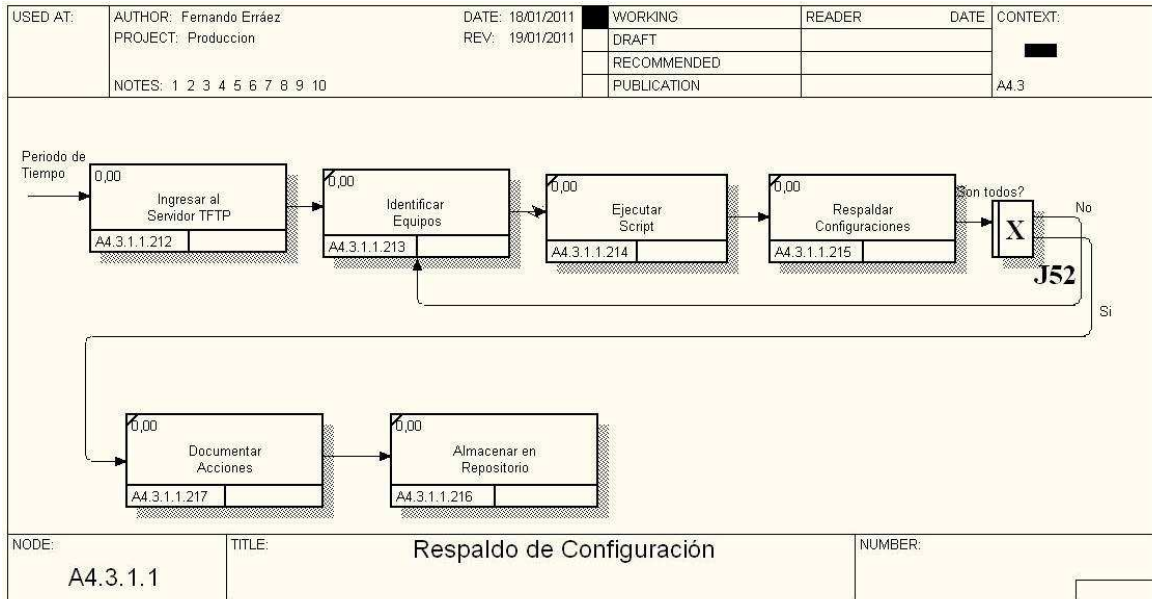 USED AT:
AUTHOR: Fernando Erráez
DATE: 18/01/2011
PROJECT: Produccion
REV: 19/01/2011
NOTES: 1 2 3 4 5 6 7 8 9 10
WORKING
DRAFT
RECOMMENDED
PUBLICATION
READER
DATE
CONTEXT:
A4.3
Periodo de
Tiempo
0,00
Ingresar al
Servidor TFTP
A4.3.1.1.212
0,00
Identificar
Equipos
A4.3.1.1.213
0,00
Ejecutar
Script
A4.3.1.1.214
0,00
Respaldar
Configuraciones
A4.3.1.1.215
Son todos?
X
J52
No
Si
0,00
Documentar
Acciones
A4.3.1.1.217
0,00
Almacenar en
Repositorio
A4.3.1.1.216
NODE:
A4.3.1.1
TITLE:
Respaldo de Configuración
NUMBER: